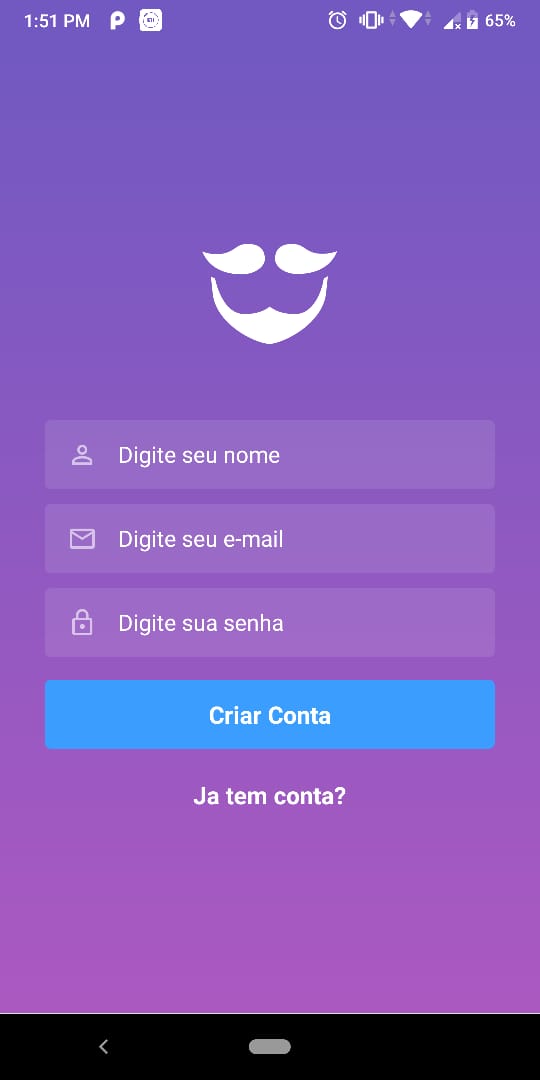 1:51 PM 65%
Digite seu nome
Digite seu e-mail
Digite sua senha
Criar Conta
Ja tem conta?